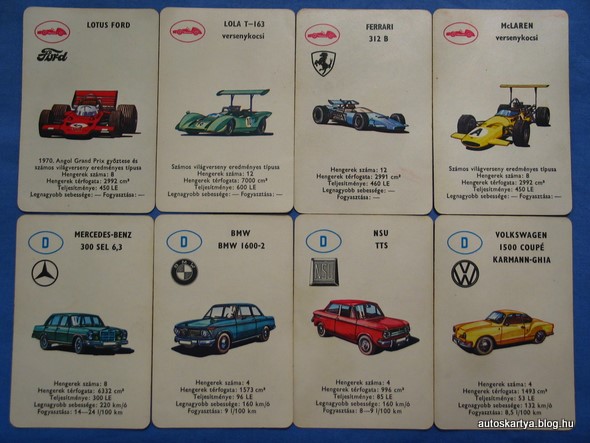 LOTUS FORD
Ford
1970. Angol Grand Prix győztese és
számos világverseny eredményes típusa
Hengerek száma: 8
Hengerek térfogata: 2992 cm³
Teljesítménye: 450 LE
Legnagyobb sebessége: — Fogyasztása: —
LOLA T–163
versenykocsi
Számos világverseny eredményes típusa
Hengerek száma: 12
Hengerek térfogata: 7000 cm³
Teljesítménye: 600 LE
Legnagyobb sebessége: — Fogyasztása: —
FERRARI
312 B
Hengerek száma: 12
Hengerek térfogata: 2991 cm³
Teljesítménye: 460 LE
Legnagyobb sebessége: —
Fogyasztása: —
McLAREN
versenykocsi
Számos világverseny eredményes típusa
Hengerek száma: 8
Hengerek térfogata: 2992 cm³
Teljesítménye: 450 LE
Legnagyobb sebessége: — Fogyasztása: —
D
MERCEDES-BENZ
300 SEL 6,3
Hengerek száma: 8
Hengerek térfogata: 6332 cm³
Teljesítménye: 300 LE
Legnagyobb sebessége: 220 km/ó
Fogyasztása: 14—24 l/100 km
D
BMW
BMW 1600-2
BMW
Hengerek száma: 4
Hengerek térfogata: 1573 cm³
Teljesítménye: 96 LE
Legnagyobb sebessége: 160 km/ó
Fogyasztása: 9 l/100 km
D
NSU
TTS
NSU
Hengerek száma: 4
Hengerek térfogata: 996 cm³
Teljesítménye: 85 LE
Legnagyobb sebessége: 160 km/ó
Fogyasztása: 8—9 l/100 km
D
VOLKSWAGEN
1500 COUPÉ
KARMANN-GHIA
VW
Hengerek száma: 4
Hengerek térfogata: 1493 cm³
Teljesítménye: 53 LE
Legnagyobb sebessége: 132 km/ó
Fogyasztása: 8,5 l/100 km
autoskartya.blog.hu